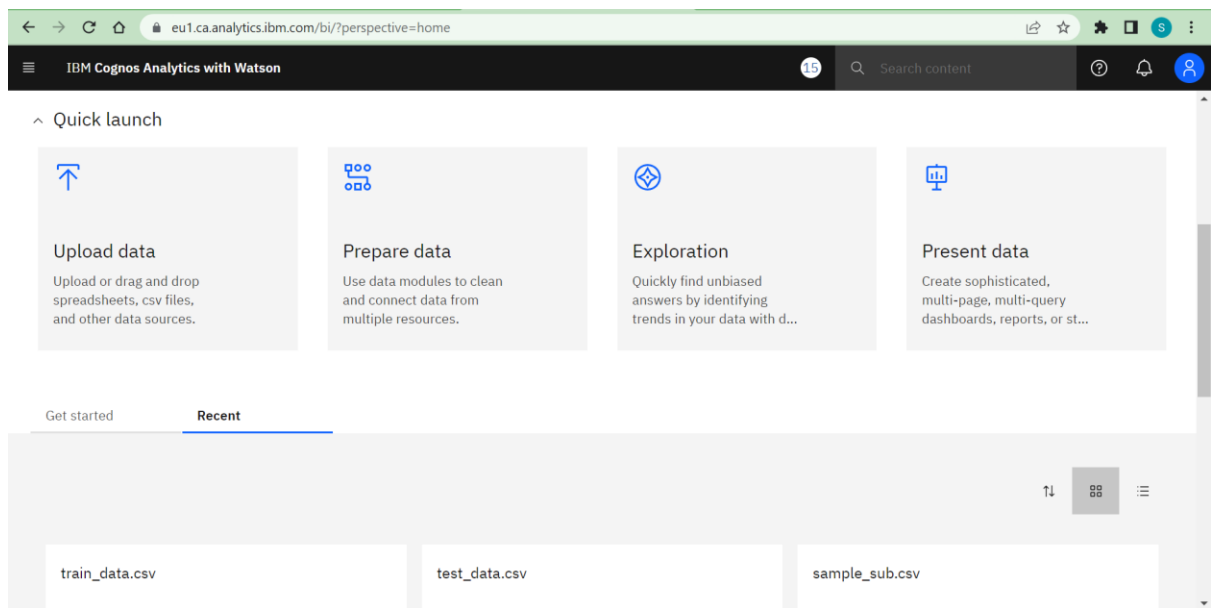 eu1.ca.analytics.ibm.com/bi/?perspective=home
S
IBM Cognos Analytics with Watson
15
Search content
Quick launch
Upload data
Upload or drag and drop
spreadsheets, csv files,
and other data sources.
Prepare data
Use data modules to clean
and connect data from
multiple resources.
Exploration
Quickly find unbiased
answers by identifying
trends in your data with d...
Present data
Create sophisticated,
multi-page, multi-query
dashboards, reports, or st...
Get started
Recent
train_data.csv
test_data.csv
sample_sub.csv